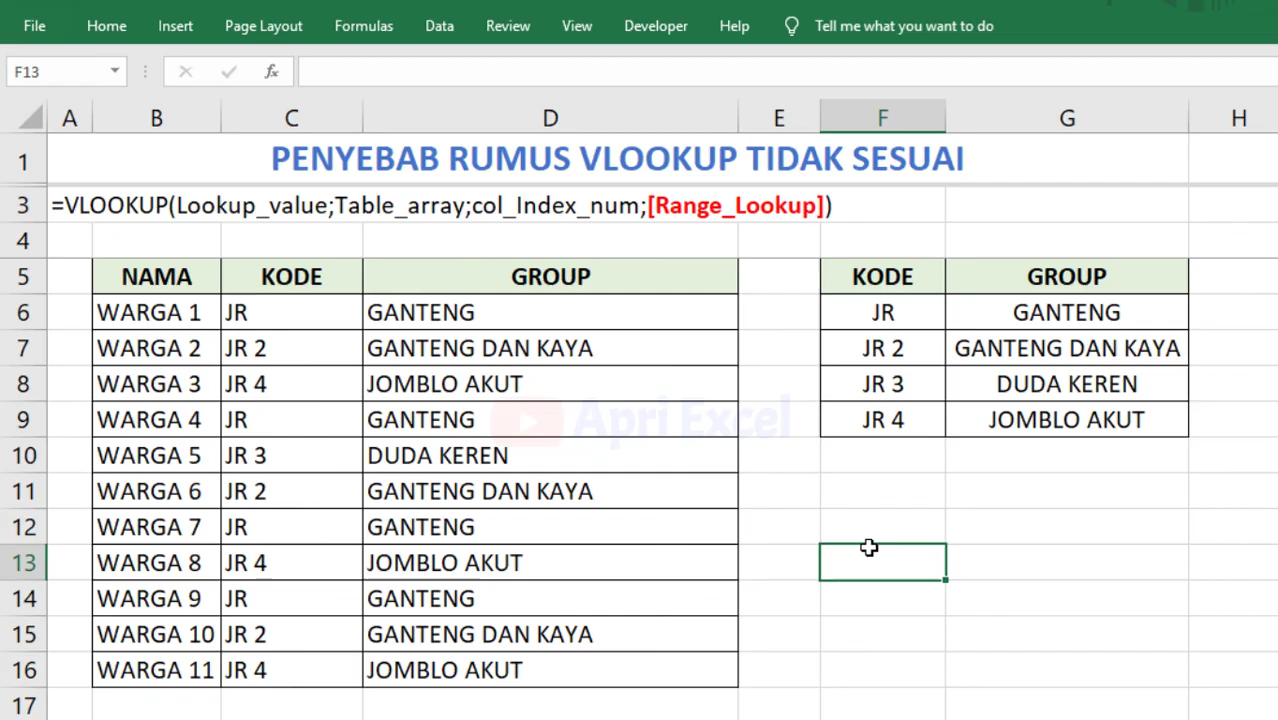 File Home Insert Page Layout Formulas Data Review View Developer Help Tell me what you want to do
F13 fx
A B C D E F G H
1 PENYEBAB RUMUS VLOOKUP TIDAK SESUAI
3 =VLOOKUP(Lookup_value;Table_array;col_Index_num;[Range_Lookup])
4
5 NAMA KODE GROUP KODE GROUP
6 WARGA 1 JR GANTENG JR GANTENG
7 WARGA 2 JR 2 GANTENG DAN KAYA JR 2 GANTENG DAN KAYA
8 WARGA 3 JR 4 JOMBLO AKUT JR 3 DUDA KEREN
9 WARGA 4 JR GANTENG JR 4 JOMBLO AKUT
Apri Excel
10 WARGA 5 JR 3 DUDA KEREN
11 WARGA 6 JR 2 GANTENG DAN KAYA
12 WARGA 7 JR GANTENG
13 WARGA 8 JR 4 JOMBLO AKUT
14 WARGA 9 JR GANTENG
15 WARGA 10 JR 2 GANTENG DAN KAYA
16 WARGA 11 JR 4 JOMBLO AKUT
17